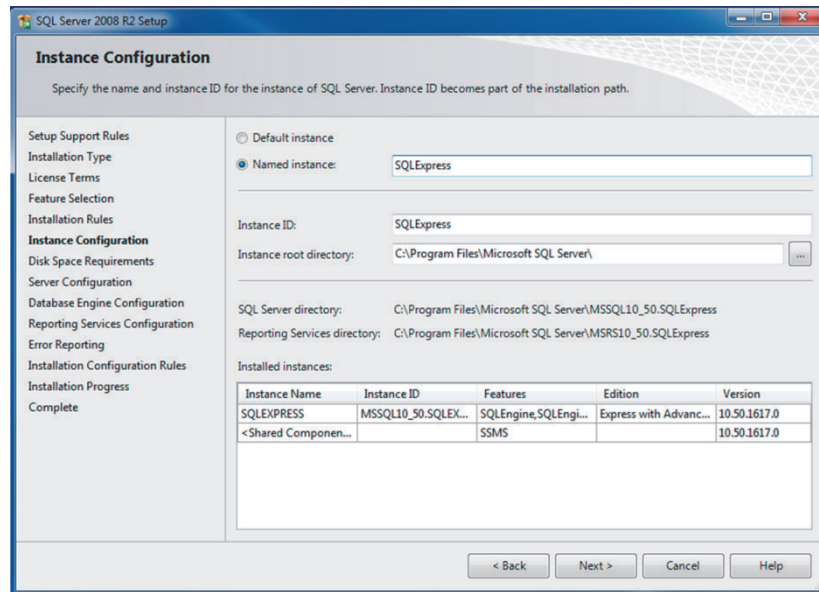 SQL Server 2008 R2 Setup
Instance Configuration
Specify the name and instance ID for the instance of SQL Server. Instance ID becomes part of the installation path.
Setup Support Rules
Installation Type
License Terms
Feature Selection
Installation Rules
Instance Configuration
Disk Space Requirements
Server Configuration
Database Engine Configuration
Reporting Services Configuration
Error Reporting
Installation Configuration Rules
Installation Progress
Complete
Default instance
Named instance: SQLExpress
Instance ID: SQLExpress
Instance root directory: C:\Program Files\Microsoft SQL Server\ ...
SQL Server directory: C:\Program Files\Microsoft SQL Server\MSSQL10_50.SQLExpress
Reporting Services directory: C:\Program Files\Microsoft SQL Server\MSRS10_50.SQLExpress
Installed instances:
Instance Name Instance ID Features Edition Version
SQLEXPRESS MSSQL10_50.SQLEX... SQLEngine,SQLEngi... Express with Advanc... 10.50.1617.0
<Shared Componen... SSMS 10.50.1617.0
< Back Next > Cancel Help